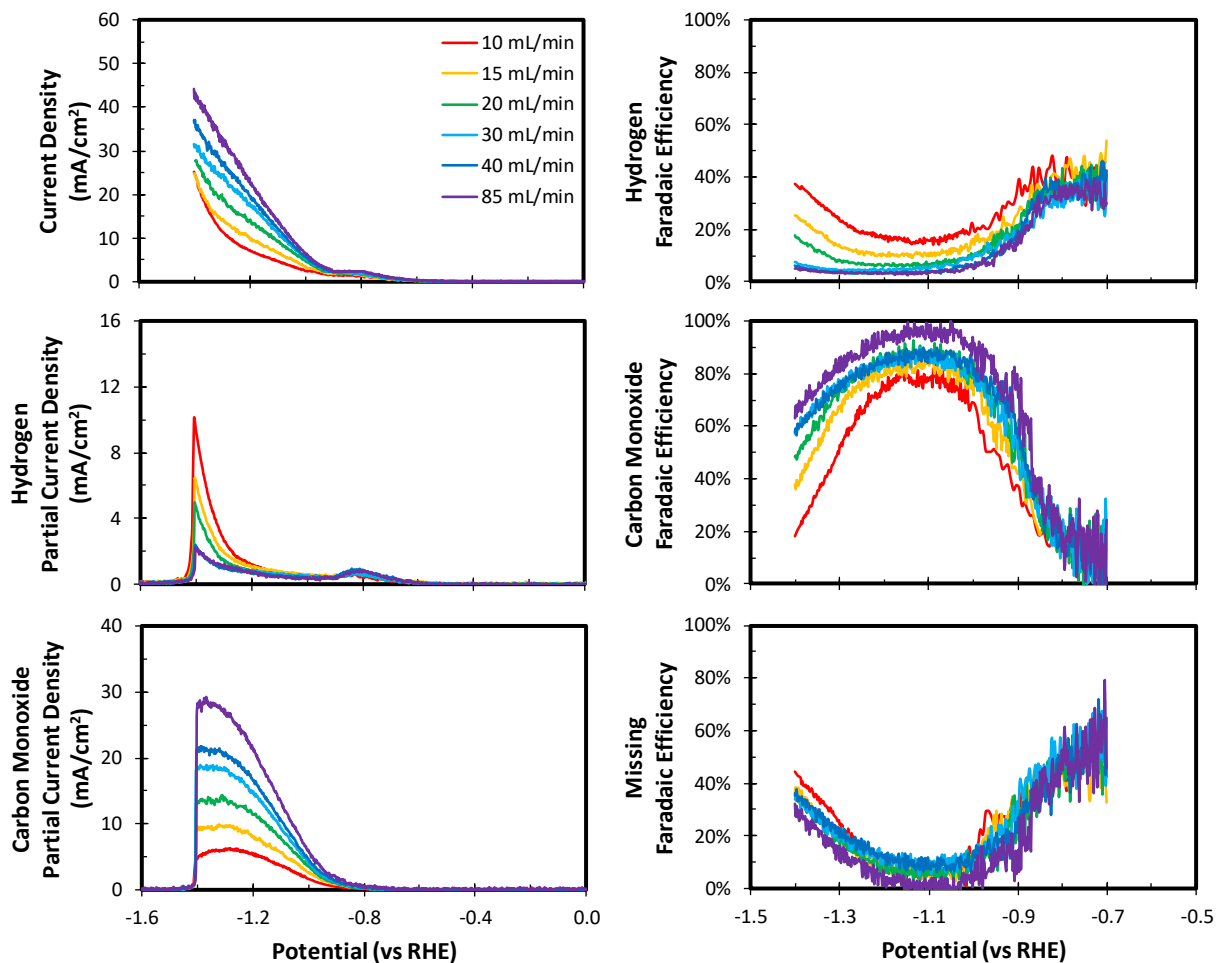 60
50
40
30
20
10
0
Current Density
(mA/cm²)
10 mL/min
15 mL/min
20 mL/min
30 mL/min
40 mL/min
85 mL/min
100%
80%
60%
40%
20%
0%
Hydrogen
Faradaic Efficiency
16
12
8
4
0
Hydrogen
Partial Current Density
(mA/cm²)
100%
80%
60%
40%
20%
0%
Carbon Monoxide
Faradaic Efficiency
40
30
20
10
0
Carbon Monoxide
Partial Current Density
(mA/cm²)
-1.6 -1.2 -0.8 -0.4 0.0
Potential (vs RHE)
100%
80%
60%
40%
20%
0%
Missing
Faradaic Efficiency
-1.5 -1.3 -1.1 -0.9 -0.7 -0.5
Potential (vs RHE)